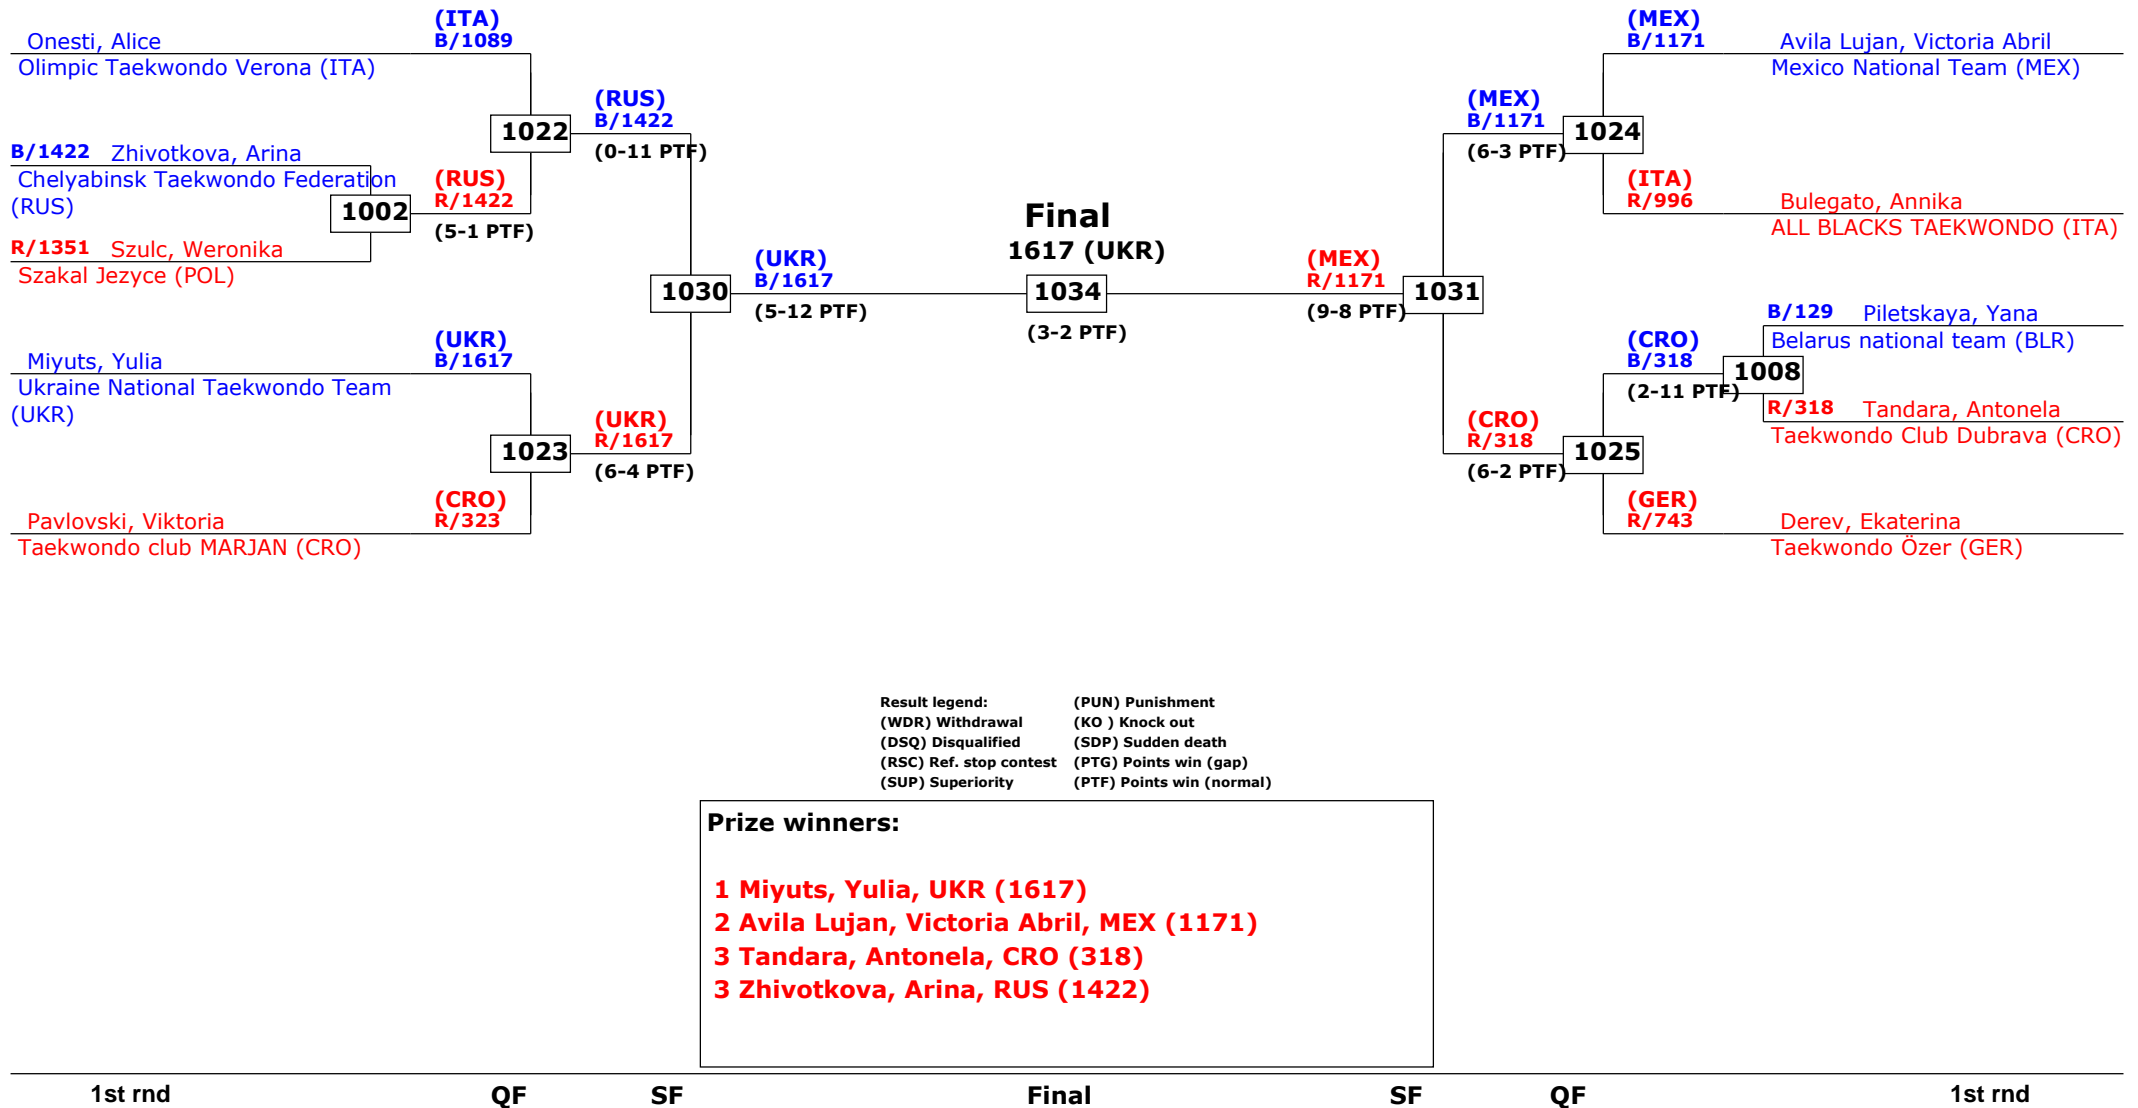 (ITA)
B/1089
Onesti, Alice
Olimpic Taekwondo Verona (ITA)
(RUS)
B/1422
1022
(0-11 PTF)
B/1422 Zhivotkova, Arina
Chelyabinsk Taekwondo Federation
(RUS)
(RUS)
R/1422
1002
(5-1 PTF)
R/1351 Szulc, Weronika
Szakal Jezyce (POL)
(UKR)
B/1617
1030
(5-12 PTF)
(UKR)
B/1617
Miyuts, Yulia
Ukraine National Taekwondo Team
(UKR)
(UKR)
R/1617
1023
(6-4 PTF)
(CRO)
R/323
Pavlovski, Viktoria
Taekwondo club MARJAN (CRO)
Final
1617 (UKR)
1034
(3-2 PTF)
(MEX)
B/1171
Avila Lujan, Victoria Abril
Mexico National Team (MEX)
(MEX)
B/1171
1024
(6-3 PTF)
(ITA)
R/996
Bulegato, Annika
ALL BLACKS TAEKWONDO (ITA)
(MEX)
R/1171
1031
(9-8 PTF)
B/129 Piletskaya, Yana
Belarus national team (BLR)
(CRO)
B/318
1008
(2-11 PTF)
R/318 Tandara, Antonela
Taekwondo Club Dubrava (CRO)
(CRO)
R/318
1025
(6-2 PTF)
(GER)
R/743
Derev, Ekaterina
Taekwondo Özer (GER)
Result legend: (PUN) Punishment
(WDR) Withdrawal (KO ) Knock out
(DSQ) Disqualified (SDP) Sudden death
(RSC) Ref. stop contest (PTG) Points win (gap)
(SUP) Superiority (PTF) Points win (normal)
Prize winners:
1 Miyuts, Yulia, UKR (1617)
2 Avila Lujan, Victoria Abril, MEX (1171)
3 Tandara, Antonela, CRO (318)
3 Zhivotkova, Arina, RUS (1422)
1st rnd QF SF Final SF QF 1st rnd